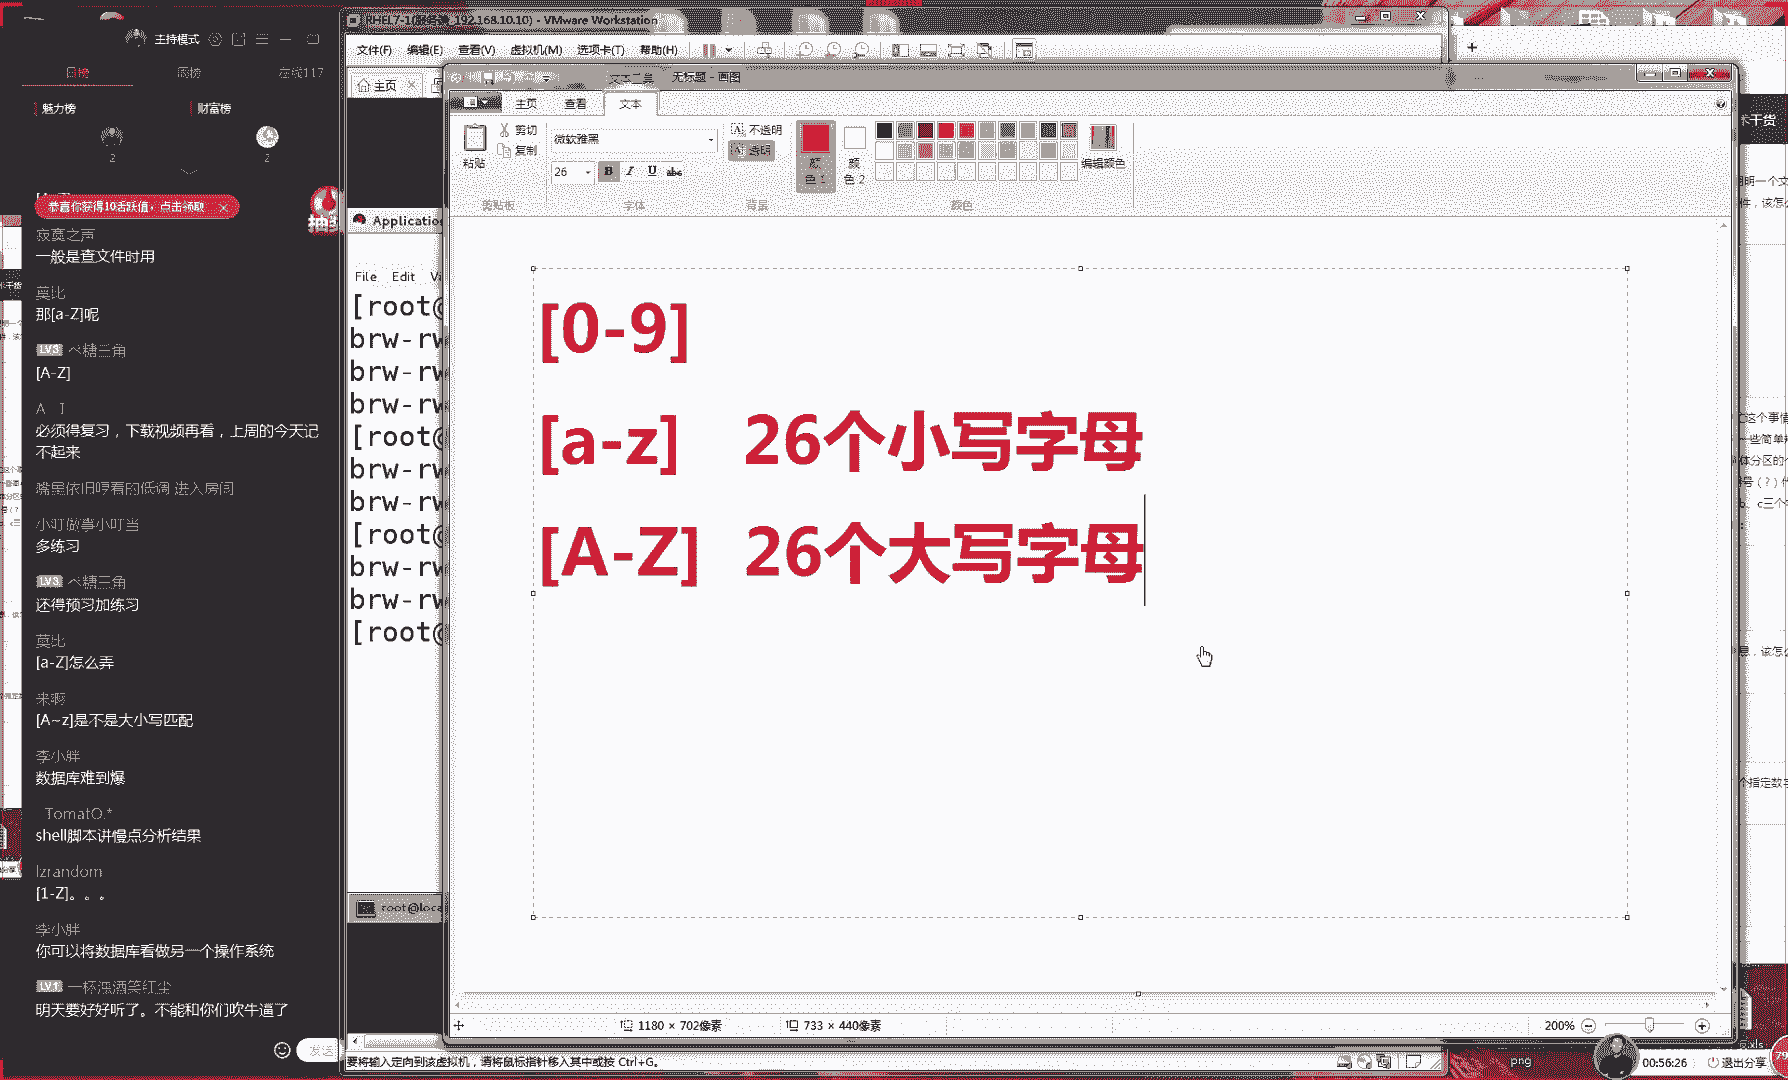 RHEL7-1(服务器_192.168.10.10) - VMware Workstation
文件(F) 编辑(E) 查看(V) 虚拟机(M) 选项卡(T) 帮助(H)
主页
文本工具 无标题 - 画图
主页 查看 文本
粘贴
剪切
复制
剪贴板
微软雅黑
26 B I U abc
字体
不透明
透明
背景
颜色 1
颜色 2
颜色
编辑颜色
主持模式
日榜 周榜 在线117
魅力榜 财富榜
2 2
恭喜你获得10活跃值，点击领取
寂寞之声
一般是查文件时用
莫比
那[a-Z]呢
LV3 ペ糖三角
[A-Z]
A I
必须得复习，下载视频再看，上周的今天记
不起来
嘴里依旧哼着的低调 进入房间
小叮做事小叮当
多练习
LV3 ペ糖三角
还得预习加练习
莫比
[a-Z]怎么弄
来啊
[A~z]是不是大小写匹配
李小胖
数据库难到爆
TomatO.*
shell脚本讲慢点分析结果
lzrandom
[1-Z]。。。
李小胖
你可以将数据库看做另一个操作系统
LV1 一杯浊酒笑红尘
明天要好好听了。不能和你们吹牛逼了
发送
Applicatio
File Edit V
[root@
brw-rw
brw-rw
brw-rw
[root@
brw-rw
brw-rw
[root@
brw-rw
brw-rw
[root@
root@loca
[0-9]
[a-z] 26个小写字母
[A-Z] 26个大写字母
1180 × 702像素
733 × 440像素
200%
要将输入定向到该虚拟机，请将鼠标指针移入其中或按 Ctrl+G。
png
.xls
00:56:26
退出分享